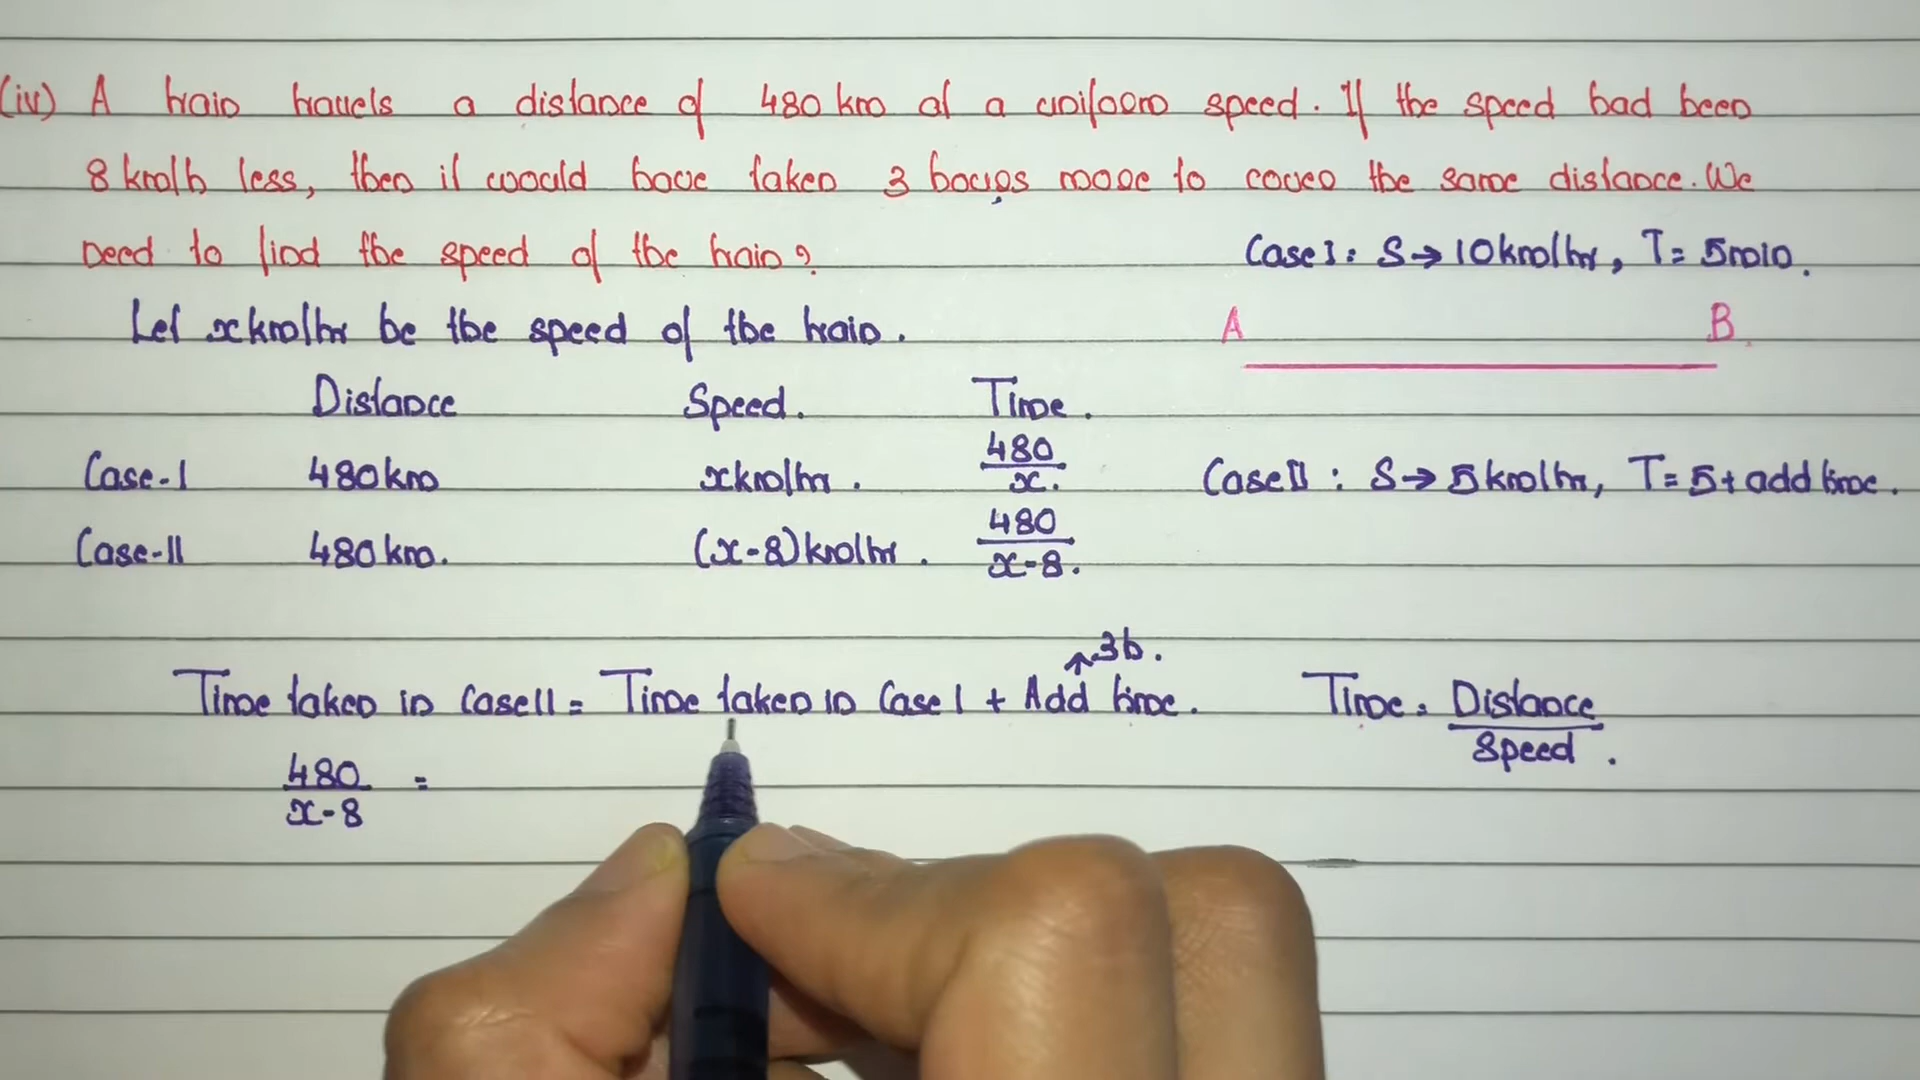 (iv) A train travels a distance of 480 km at a uniform speed. If the speed had been
8 km/h less, then it would have taken 3 hours more to cover the same distance. We
need to find the speed of the train?
Case I : S → 10 km/hr, T = 5 min.
Let x km/hr be the speed of the train.
A B
Distance Speed. Time.
Case-I 480 km x km/hr. 480/x.
Case II : S → 5 km/hr, T = 5 + add time.
Case-II 480 km. (x-8) km/hr. 480/x-8.
3h.
Time taken in Case II = Time taken in Case I + Add time.
Time = Distance/Speed.
480/x-8 =